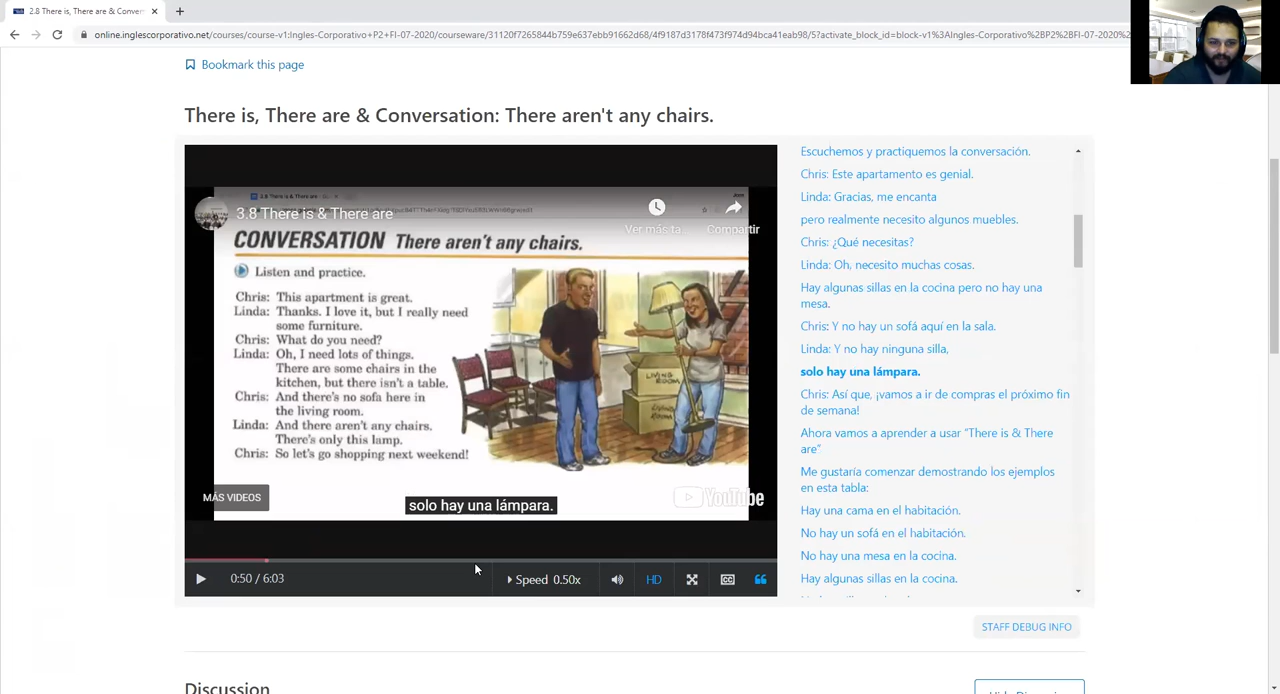 2.8 There is, There are & Conver
online.inglescorporativo.net/courses/course-v1:Ingles-Corporativo+P2+FI-07-2020/courseware/31120f7265844b759e637ebb91662d68/4f9187d3178f473f974d94bca41eab98/5?activate_block_id=block-v1%3AIngles-Corporativo%2BP2%2BFI-07-2020%2B
Bookmark this page
There is, There are & Conversation: There aren't any chairs.
3.8 There is & There are
Ver más ta...
Compartir
CONVERSATION There aren't any chairs.
Listen and practice.
Chris: This apartment is great.
Linda: Thanks. I love it, but I really need
some furniture.
Chris: What do you need?
Linda: Oh, I need lots of things.
There are some chairs in the
kitchen, but there isn't a table.
Chris: And there's no sofa here in
the living room.
Linda: And there aren't any chairs.
There's only this lamp.
Chris: So let's go shopping next weekend!
LIVING
ROOM
LIVING
ROOM
MÁS VIDEOS
solo hay una lámpara.
YouTube
0:50 / 6:03
Speed 0.50x
HD
CC
Escuchemos y practiquemos la conversación.
Chris: Este apartamento es genial.
Linda: Gracias, me encanta
pero realmente necesito algunos muebles.
Chris: ¿Qué necesitas?
Linda: Oh, necesito muchas cosas.
Hay algunas sillas en la cocina pero no hay una
mesa.
Chris: Y no hay un sofá aquí en la sala.
Linda: Y no hay ninguna silla,
solo hay una lámpara.
Chris: Así que, ¡vamos a ir de compras el próximo fin
de semana!
Ahora vamos a aprender a usar “There is & There
are”
Me gustaría comenzar demostrando los ejemplos
en esta tabla:
Hay una cama en el habitación.
No hay un sofá en el habitación.
No hay una mesa en la cocina.
Hay algunas sillas en la cocina.
STAFF DEBUG INFO
Discussion